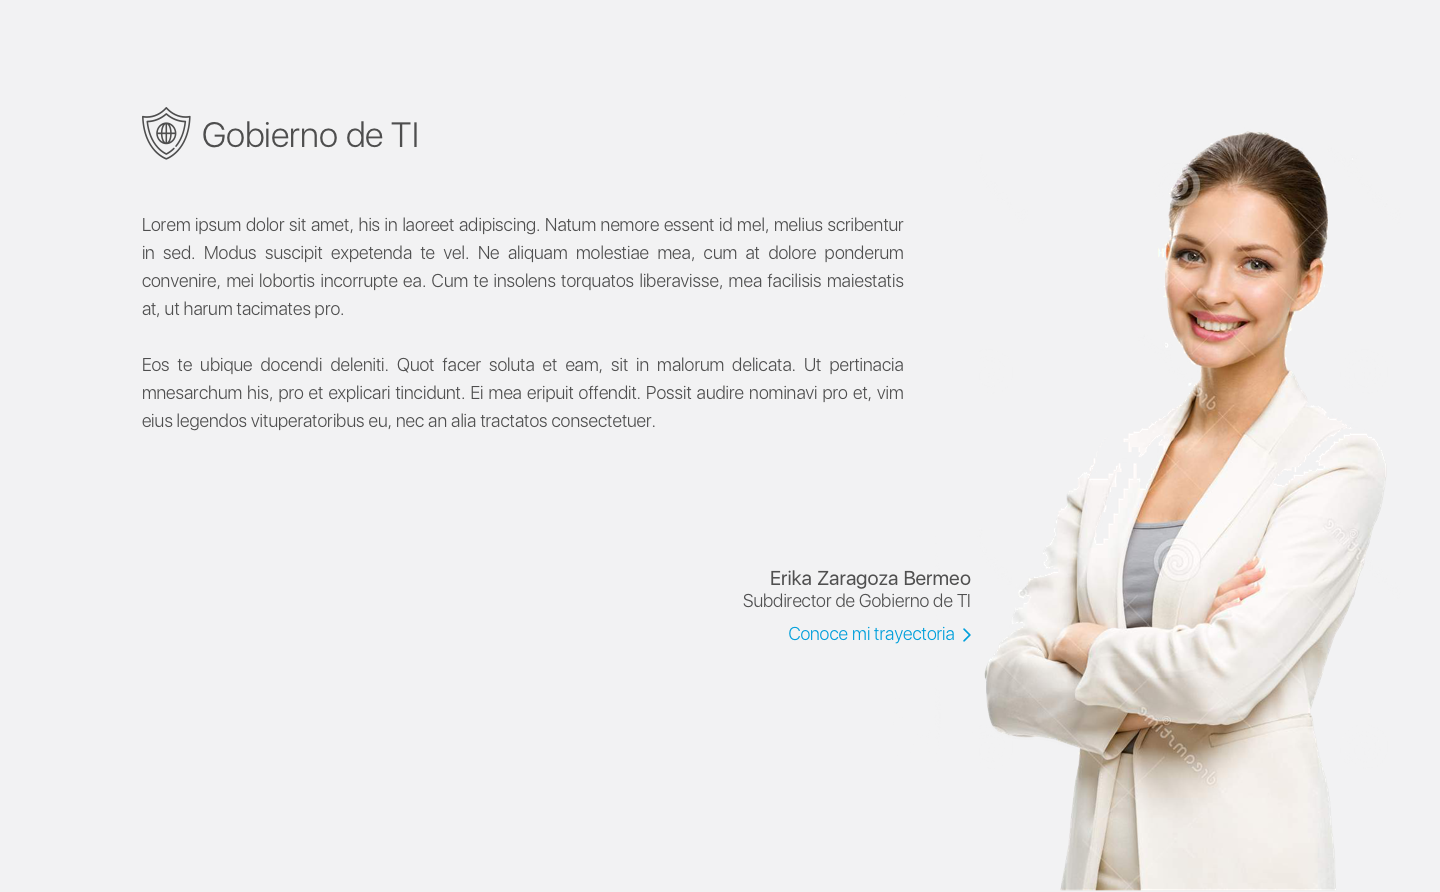 Gobierno de TI
Lorem ipsum dolor sit amet, his in laoreet adipiscing. Natum nemore essent id mel, melius scribentur
in sed. Modus suscipit expetenda te vel. Ne aliquam molestiae mea, cum at dolore ponderum
convenire, mei lobortis incorrupte ea. Cum te insolens torquatos liberavisse, mea facilisis maiestatis
at, ut harum tacimates pro.
Eos te ubique docendi deleniti. Quot facer soluta et eam, sit in malorum delicata. Ut pertinacia
mnesarchum his, pro et explicari tincidunt. Ei mea eripuit offendit. Possit audire nominavi pro et, vim
eius legendos vituperatoribus eu, nec an alia tractatos consectetuer.
Erika Zaragoza Bermeo
Subdirector de Gobierno de TI
Conoce mi trayectoria
dreamstime